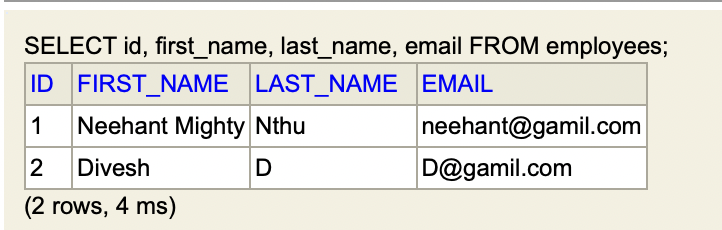 SELECT id, first_name, last_name, email FROM employees;
ID FIRST_NAME LAST_NAME EMAIL
1 Neehant Mighty Nthu neehant@gamil.com
2 Divesh D D@gamil.com
(2 rows, 4 ms)